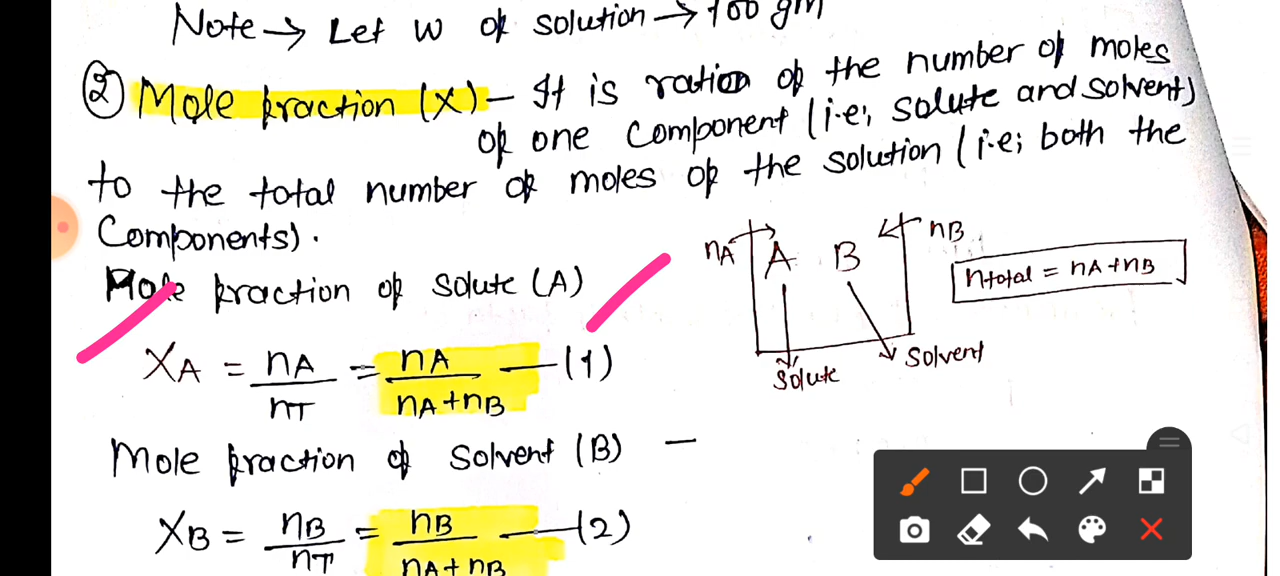 Note → Let W of solution → 100 gm
② Mole fraction (X) – It is ration of the number of moles
of one component (i.e; solute and solvent)
to the total number of moles of the solution (i.e; both the
Components).
Mole fraction of Solute (A)
XA = nA/nT = nA/nA+nB — (1)
nA A B nB
ntotal = nA+nB
Solute
Solvent
Mole fraction of Solvent (B) —
XB = nB/nT = nB/nA+nB — (2)